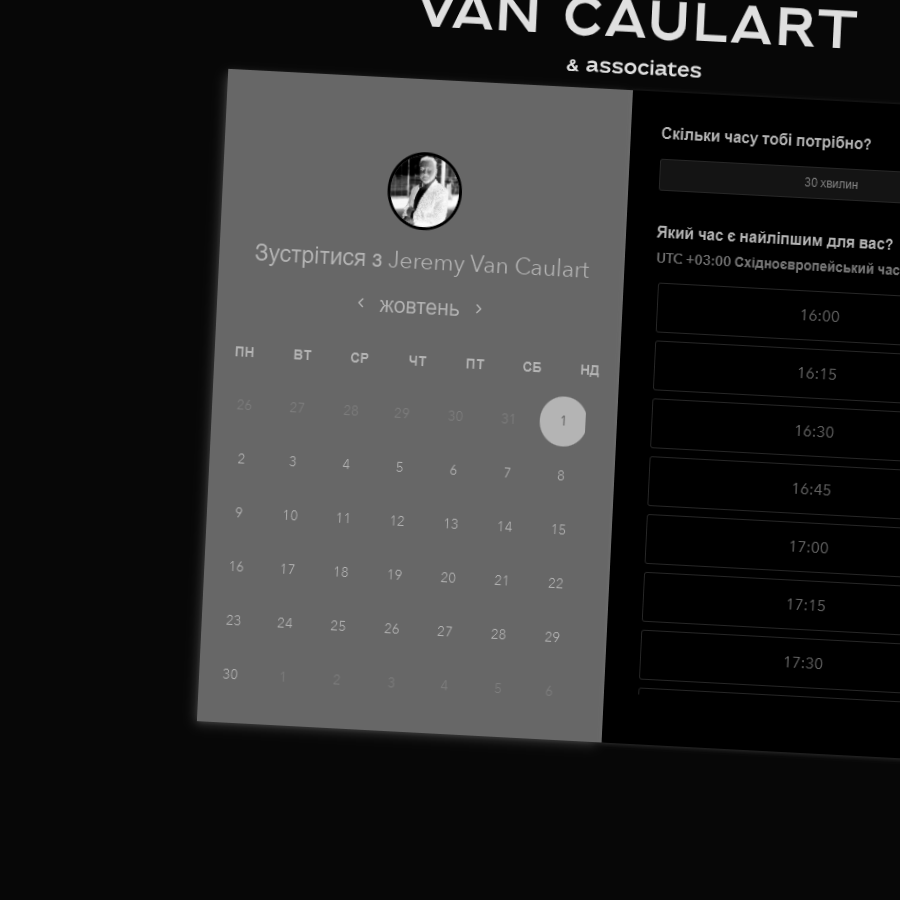 VAN CAULART
& associates
Зустрітися з Jeremy Van Caulart
‹ жовтень ›
ПН ВТ СР ЧТ ПТ СБ НД
26 27 28 29 30 31 1
2 3 4 5 6 7 8
9 10 11 12 13 14 15
16 17 18 19 20 21 22
23 24 25 26 27 28 29
30 1 2 3 4 5 6
Скільки часу тобі потрібно?
30 хвилин
Який час є найліпшим для вас?
UTC +03:00 Східноєвропейський час
16:00
16:15
16:30
16:45
17:00
17:15
17:30